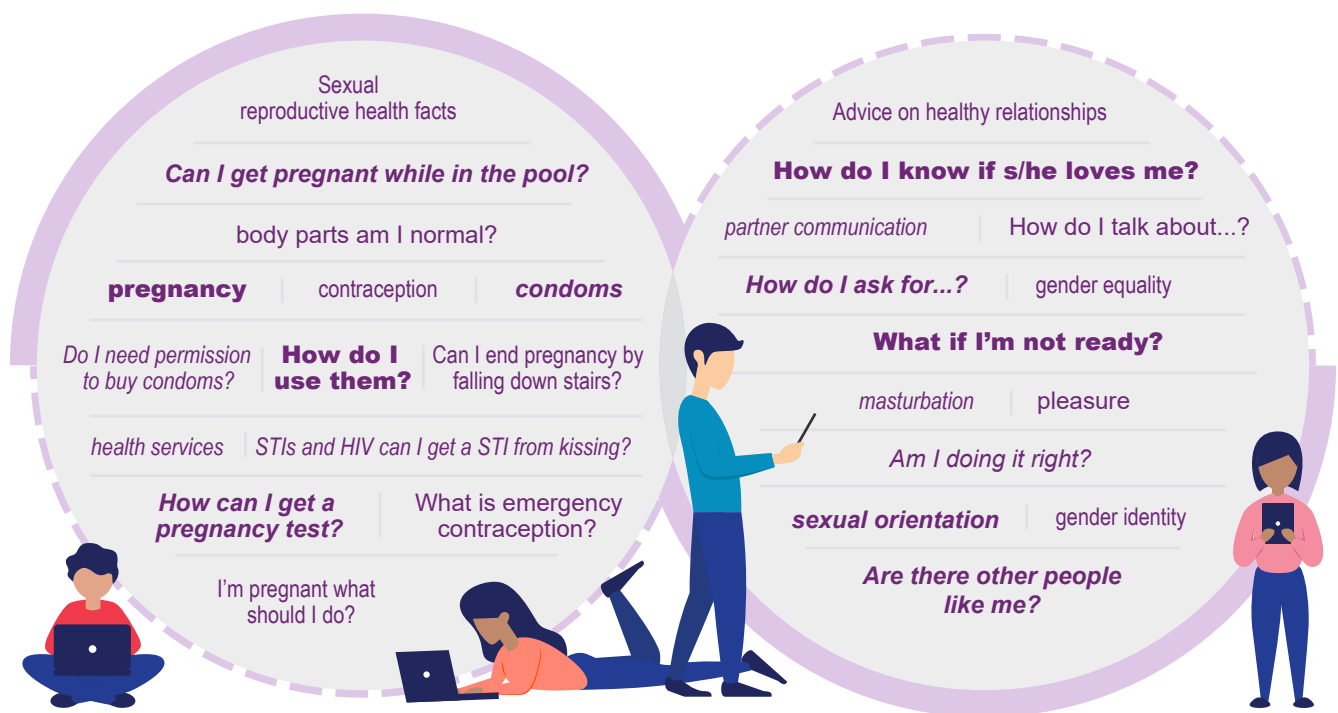 Sexual
reproductive health facts
Can I get pregnant while in the pool?
body parts am I normal?
pregnancy
contraception
condoms
Do I need permission
to buy condoms?
How do I
use them?
Can I end pregnancy by
falling down stairs?
health services
STIs and HIV can I get a STI from kissing?
How can I get a
pregnancy test?
What is emergency
contraception?
I'm pregnant what
should I do?
Advice on healthy relationships
How do I know if s/he loves me?
partner communication
How do I talk about...?
How do I ask for...?
gender equality
What if I'm not ready?
masturbation
pleasure
Am I doing it right?
sexual orientation
gender identity
Are there other people
like me?